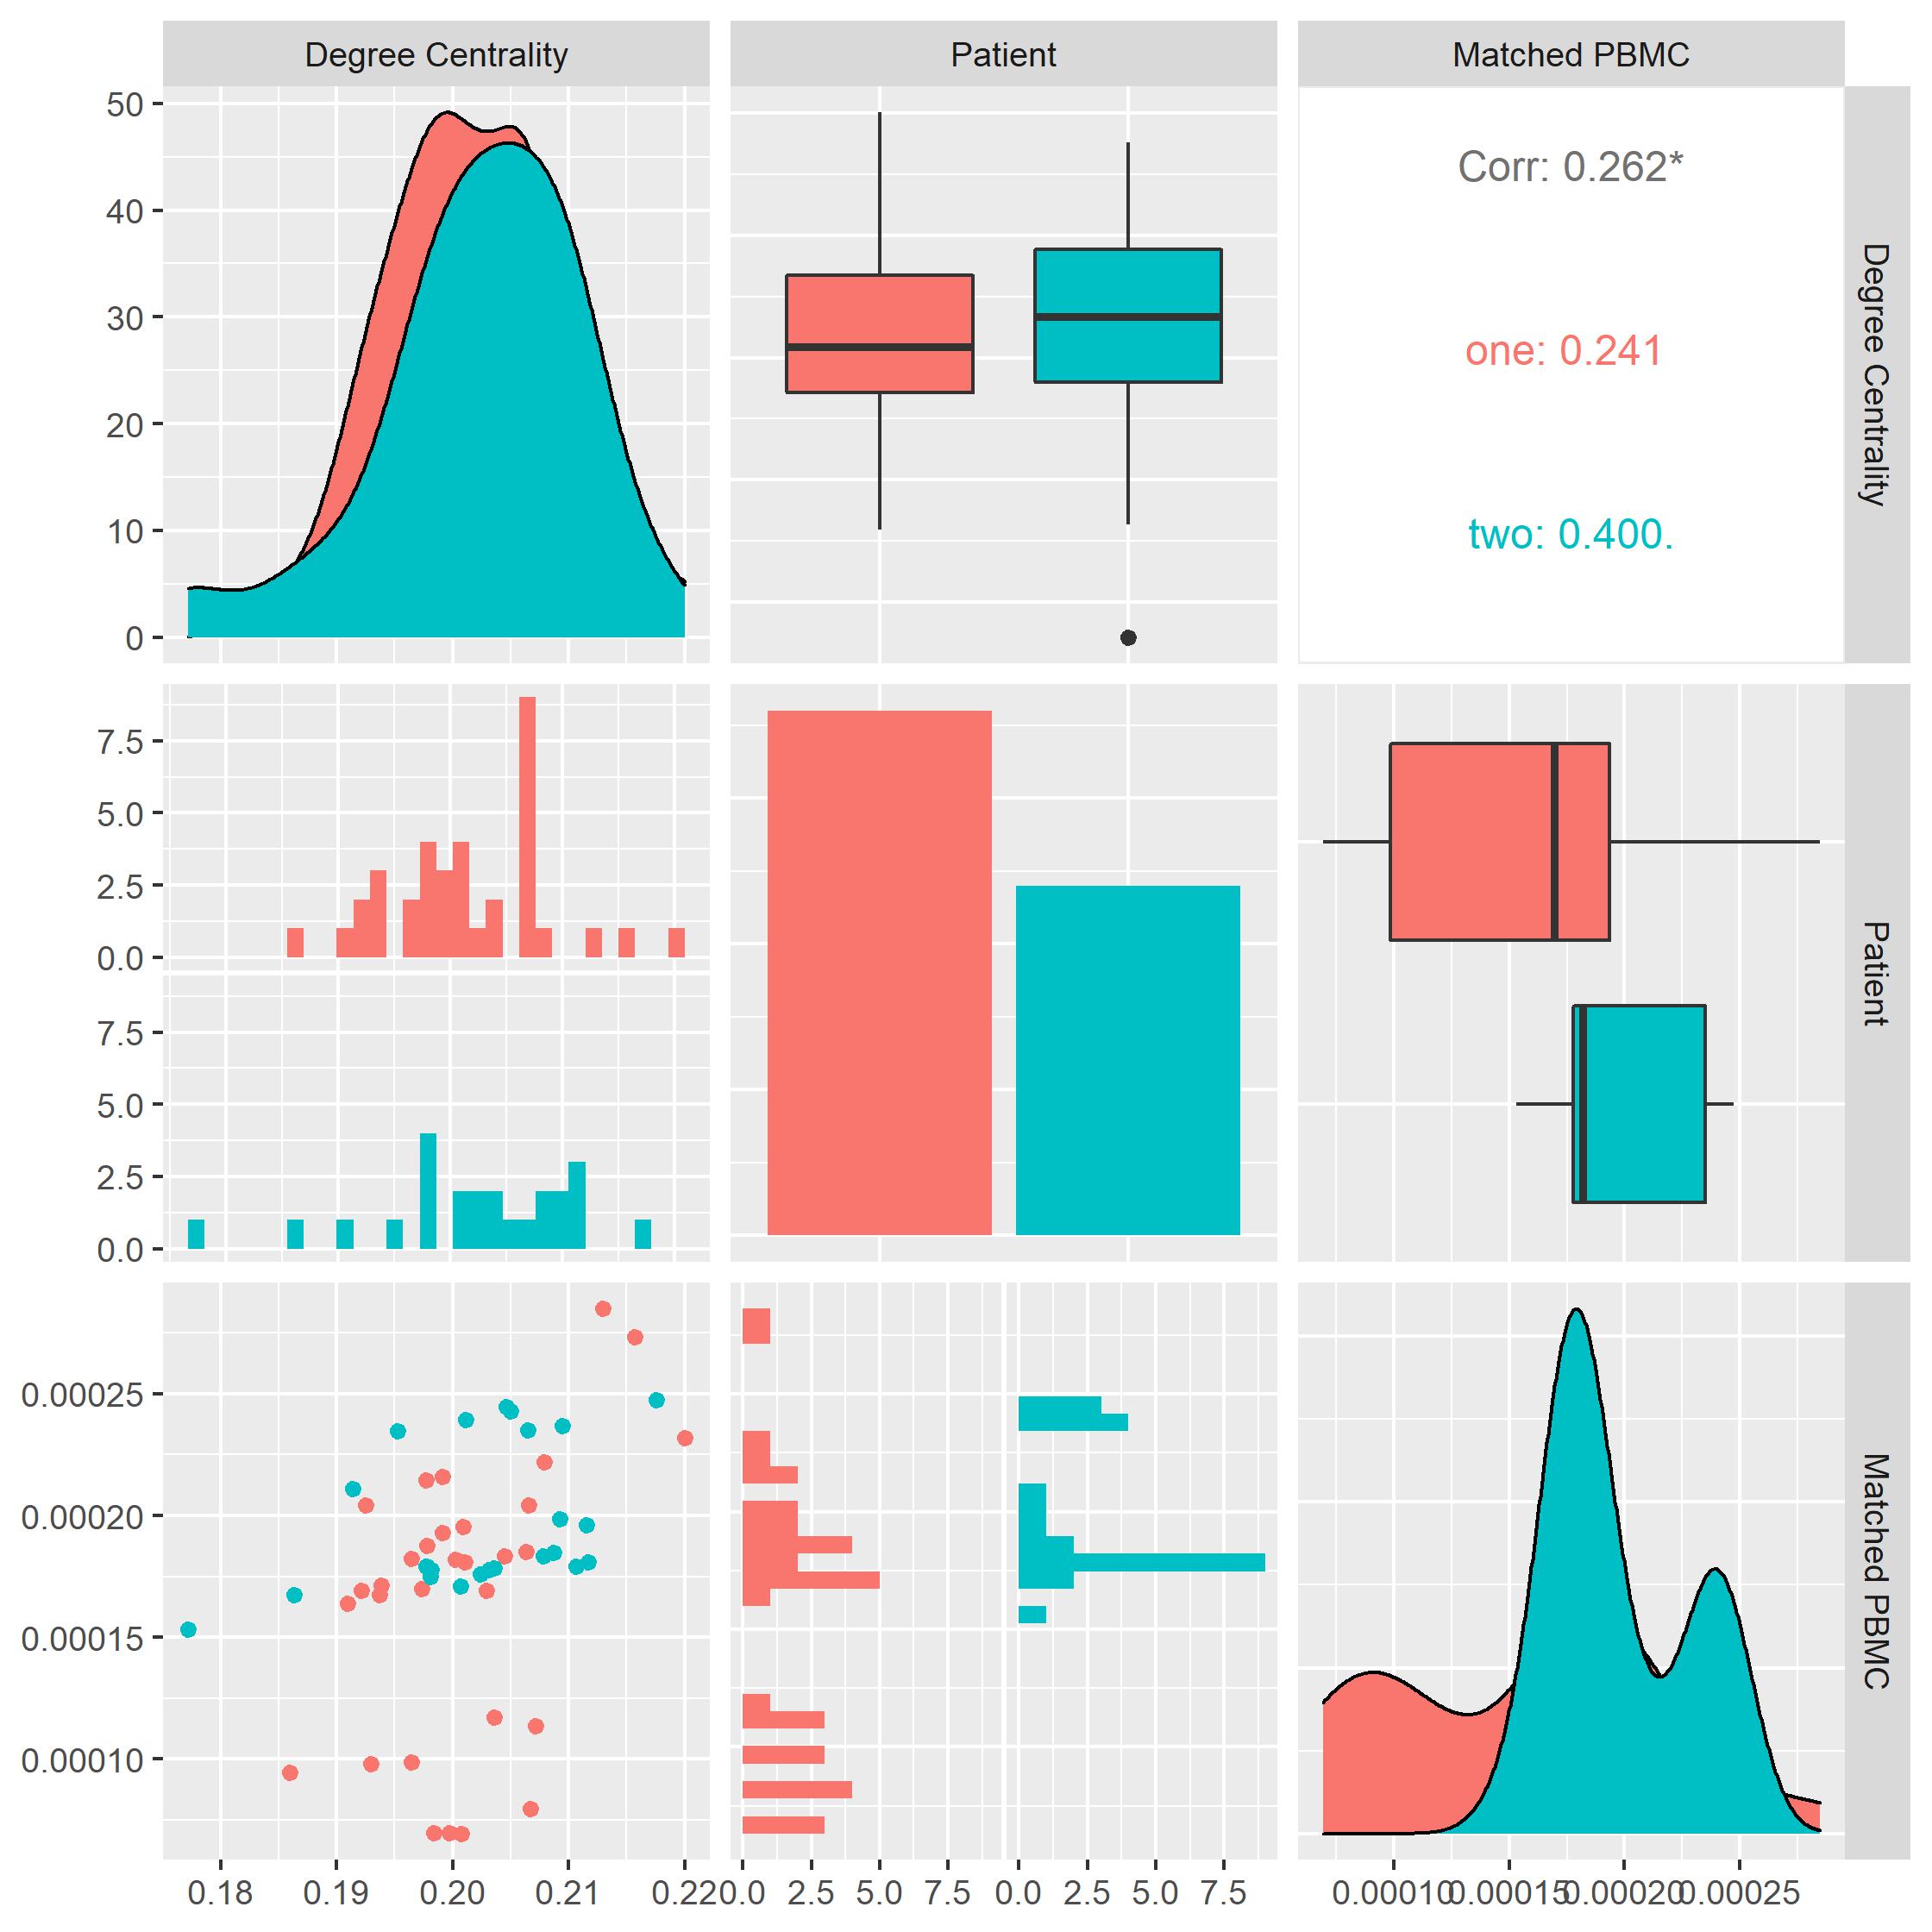 Degree Centrality
Patient
Matched PBMC
50
40
30
20
10
0
Corr: 0.262*
one: 0.241
two: 0.400.
Degree Centrality
7.5
5.0
2.5
0.0
7.5
5.0
2.5
0.0
Patient
0.00025
0.00020
0.00015
0.00010
Matched PBMC
0.18 0.19 0.20 0.21 0.22
0.0 2.5 5.0 7.5 0.0 2.5 5.0 7.5
0.00010 0.00015 0.00020 0.00025